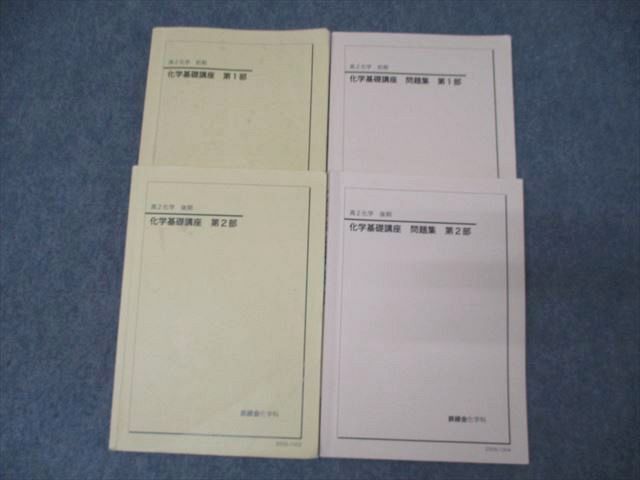 高2化学 前期
化学基礎講座 第1部
高2化学 前期
化学基礎講座 問題集 第1部
高2化学 後期
化学基礎講座 第2部
鉄緑会化学科
高2化学 後期
化学基礎講座 問題集 第2部
鉄緑会化学科